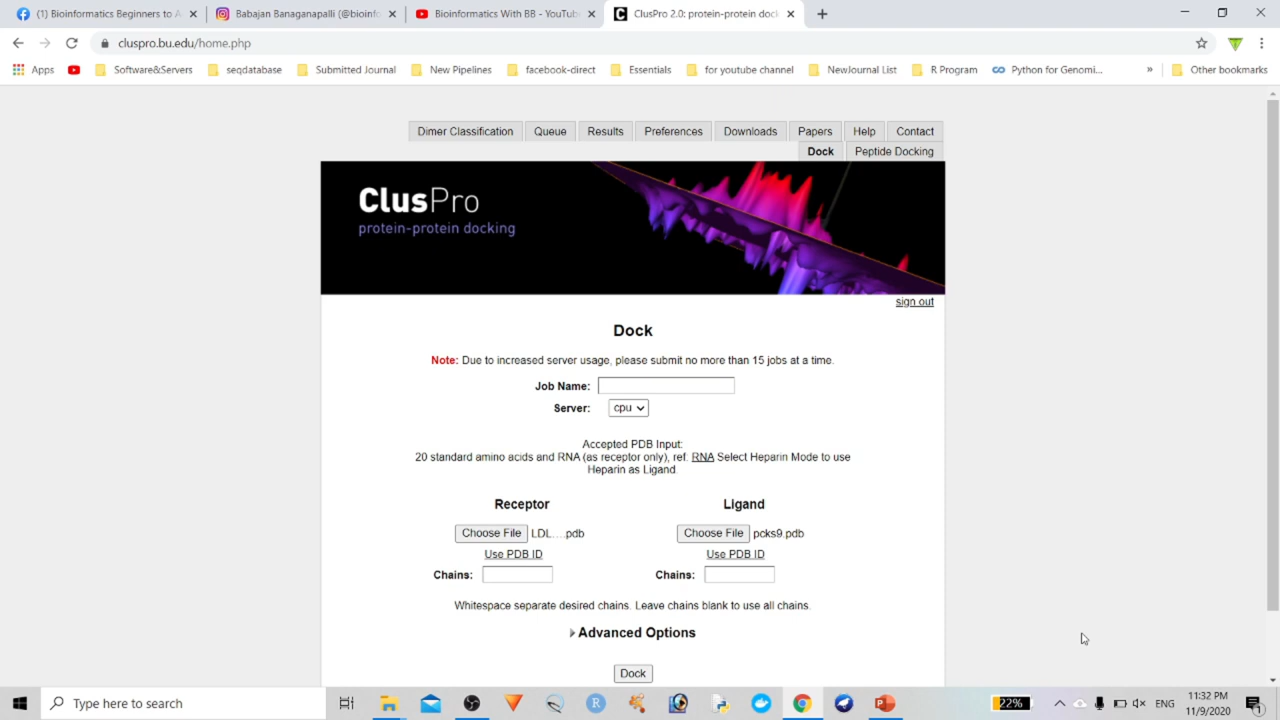 (1) Bioinformatics Beginners to A
Babajan Banaganapalli (@bioinfo
Bioinformatics With BB - YouTube
ClusPro 2.0: protein-protein dock
cluspro.bu.edu/home.php
Apps
Software&Servers
seqdatabase
Submitted Journal
New Pipelines
facebook-direct
Essentials
for youtube channel
NewJournal List
R Program
Python for Genomi...
»
Other bookmarks
Dimer Classification
Queue
Results
Preferences
Downloads
Papers
Help
Contact
Dock
Peptide Docking
ClusPro
protein-protein docking
sign out
Dock
Note: Due to increased server usage, please submit no more than 15 jobs at a time.
Job Name:
Server: cpu
Accepted PDB Input:
20 standard amino acids and RNA (as receptor only), ref: RNA Select Heparin Mode to use
Heparin as Ligand
Receptor
Ligand
Choose File LDL....pdb
Choose File pcks9.pdb
Use PDB ID
Use PDB ID
Chains:
Chains:
Whitespace separate desired chains. Leave chains blank to use all chains.
Advanced Options
Dock
Type here to search
R
22%
ENG
11:32 PM
11/9/2020
1